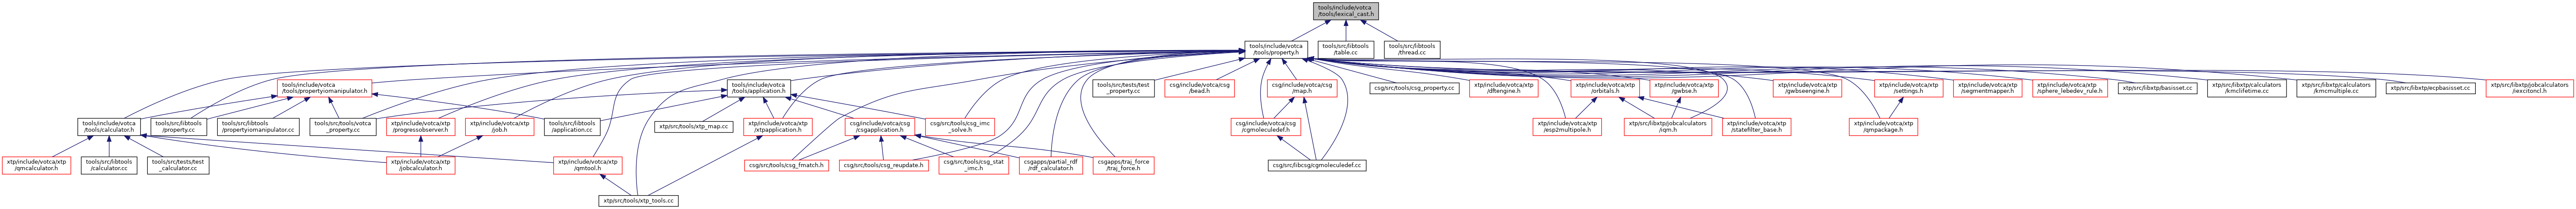 tools/include/votca
/tools/lexical_cast.h
tools/include/votca
/tools/property.h
tools/src/libtools
/table.cc
tools/src/libtools
/thread.cc
tools/include/votca
/tools/propertyiomanipulator.h
tools/include/votca
/tools/application.h
tools/src/tests/test
_property.cc
csg/include/votca/csg
/bead.h
csg/include/votca/csg
/map.h
csg/src/tools/csg_property.cc
xtp/include/votca/xtp
/dftengine.h
xtp/include/votca/xtp
/orbitals.h
xtp/include/votca/xtp
/gwbse.h
xtp/include/votca/xtp
/gwbseengine.h
xtp/include/votca/xtp
/settings.h
xtp/include/votca/xtp
/segmentmapper.h
xtp/include/votca/xtp
/sphere_lebedev_rule.h
xtp/src/libxtp/basisset.cc
xtp/src/libxtp/calculators
/kmclifetime.cc
xtp/src/libxtp/calculators
/kmcmultiple.cc
xtp/src/libxtp/ecpbasisset.cc
xtp/src/libxtp/jobcalculators
/iexcitoncl.h
tools/include/votca
/tools/calculator.h
tools/src/libtools
/property.cc
tools/src/libtools
/propertyiomanipulator.cc
tools/src/tools/votca
_property.cc
xtp/include/votca/xtp
/progressobserver.h
xtp/include/votca/xtp
/job.h
tools/src/libtools
/application.cc
xtp/src/tools/xtp_map.cc
xtp/include/votca/xtp
/xtpapplication.h
csg/include/votca/csg
/csgapplication.h
csg/src/tools/csg_imc
_solve.h
csg/include/votca/csg
/cgmoleculedef.h
xtp/include/votca/xtp
/esp2multipole.h
xtp/src/libxtp/jobcalculators
/iqm.h
xtp/include/votca/xtp
/statefilter_base.h
xtp/include/votca/xtp
/qmpackage.h
xtp/include/votca/xtp
/qmcalculator.h
tools/src/libtools
/calculator.cc
tools/src/tests/test
_calculator.cc
xtp/include/votca/xtp
/jobcalculator.h
xtp/include/votca/xtp
/qmtool.h
csg/src/tools/csg_fmatch.h
csg/src/tools/csg_reupdate.h
csg/src/tools/csg_stat
_imc.h
csgapps/partial_rdf
/rdf_calculator.h
csgapps/traj_force
/traj_force.h
csg/src/libcsg/cgmoleculedef.cc
xtp/src/tools/xtp_tools.cc